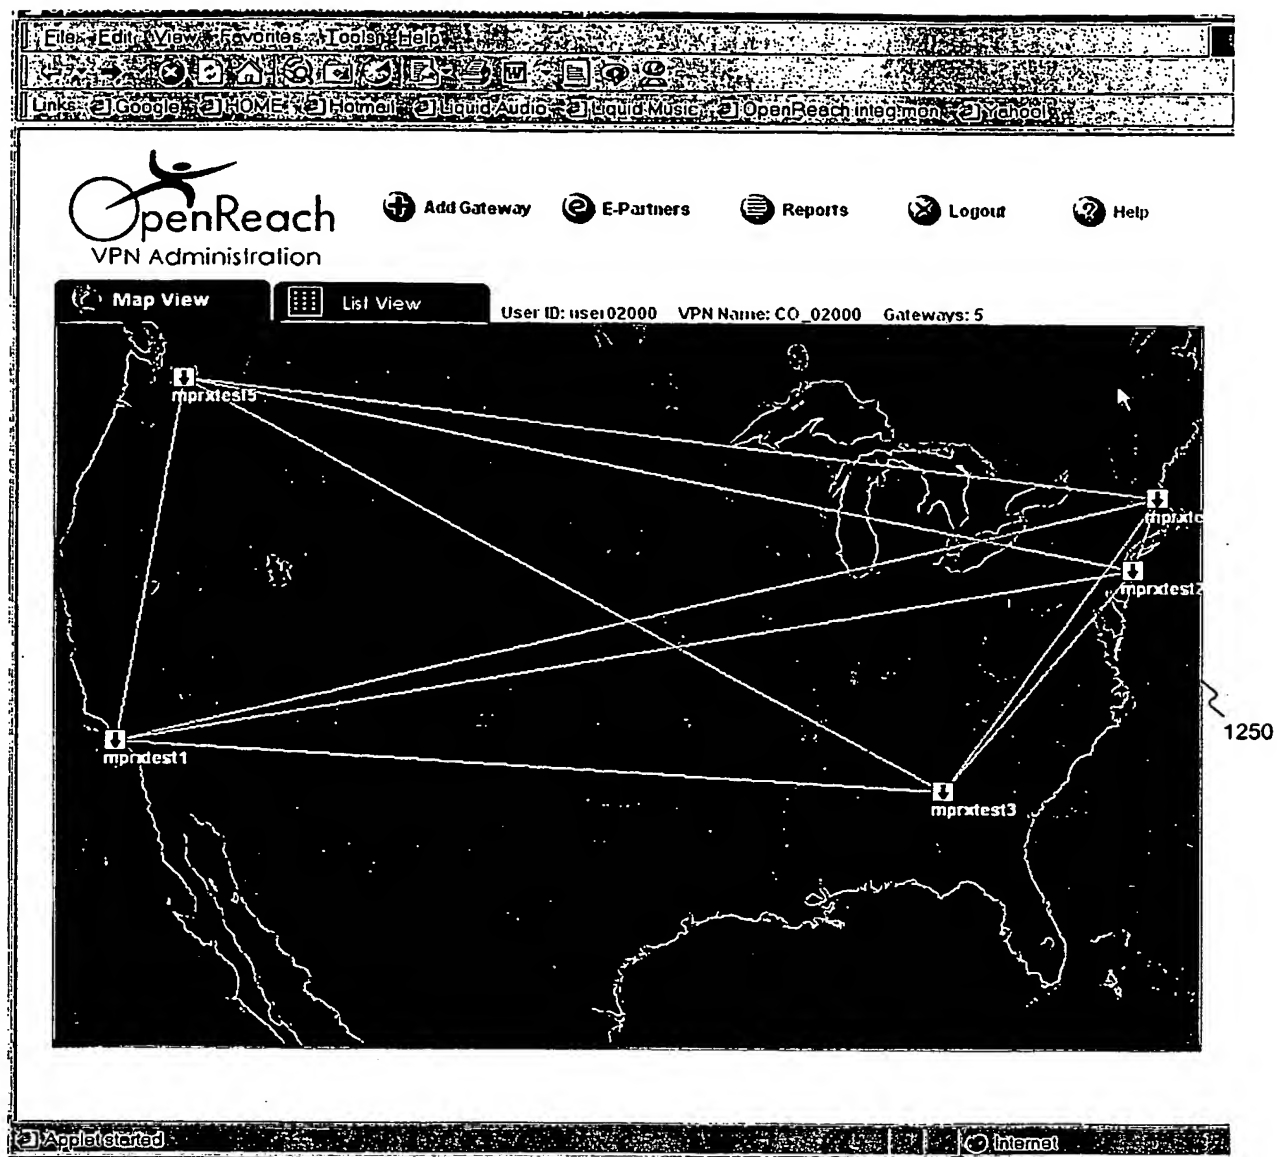 File Edit View Favorites Tools Help
Links Google HOME Hotmail Liquid Audio Liquid Music OpenReach integ mon Yahoo!
OpenReach
VPN Administration
Add Gateway E-Partners Reports Logout Help
Map View List View User ID: user02000 VPN Name: CO_02000 Gateways: 5
mprxtest5
mprxte
mprxtest2
1250
mprxtest1
mprxtest3
Applet started Internet